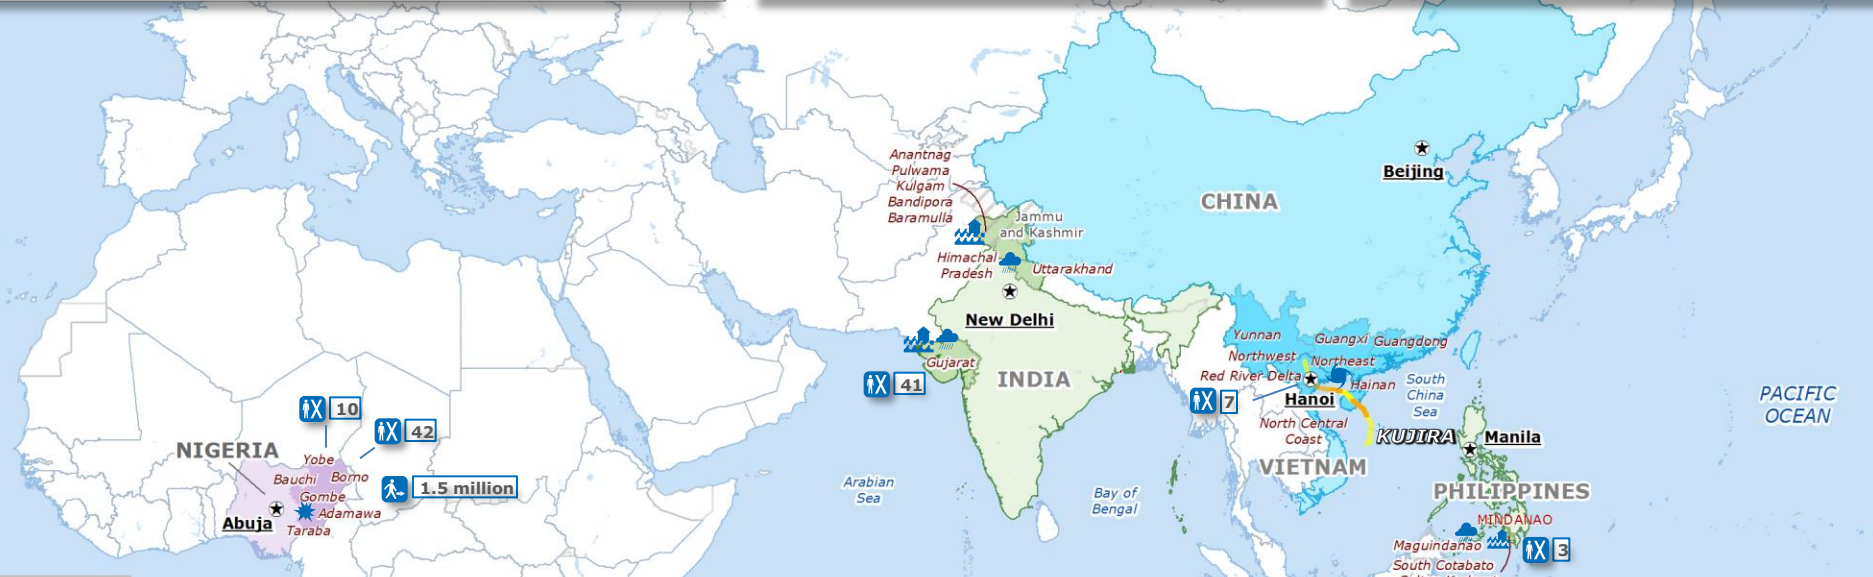 Anantnag
Pulwama
Kulgam
Bandipora
Baramulla
Jammu
and Kashmir
Himachal
Pradesh
Uttarakhand
New Delhi
Gujarat
41
INDIA
CHINA
Beijing
Yunnan
Guangxi
Guangdong
Northwest
Northeast
Red River Delta
Hainan
7
Hanoi
North Central
Coast
KUJIRA
VIETNAM
South
China
Sea
PACIFIC
OCEAN
Manila
PHILIPPINES
MINDANAO
Maguindanao
South Cotabato
3
Arabian
Sea
Bay of
Bengal
10
42
NIGERIA
Yobe
Bauchi
Borno
1.5 million
Gombe
Adamawa
Abuja
Taraba